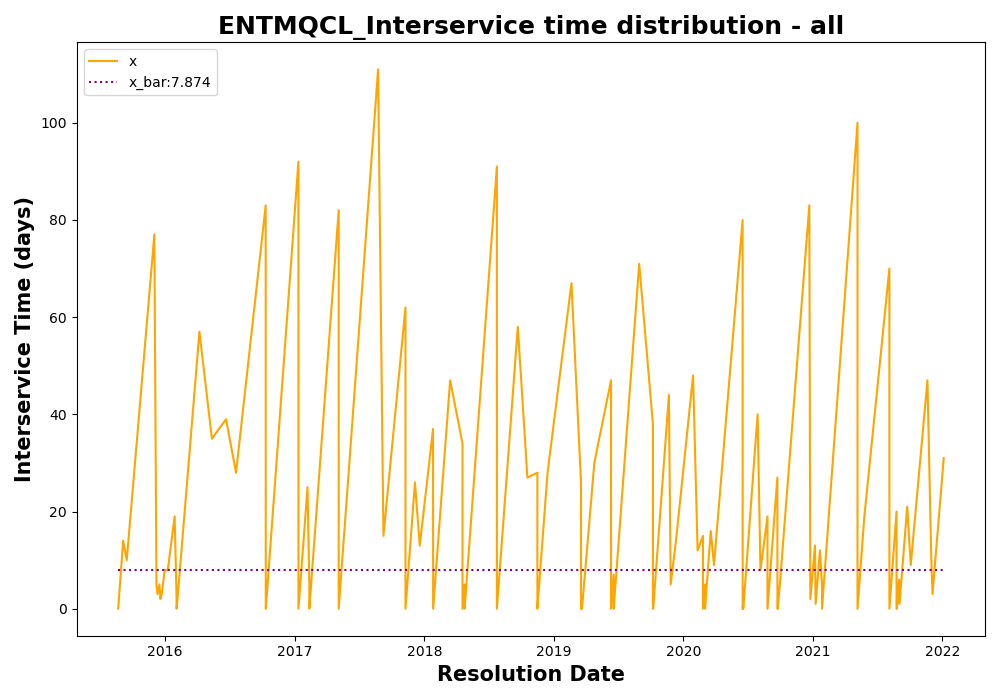 ENTMQCL_Interservice time distribution - all
x
x_bar:7.874
Interservice Time (days)
100
80
60
40
20
0
2016 2017 2018 2019 2020 2021 2022
Resolution Date